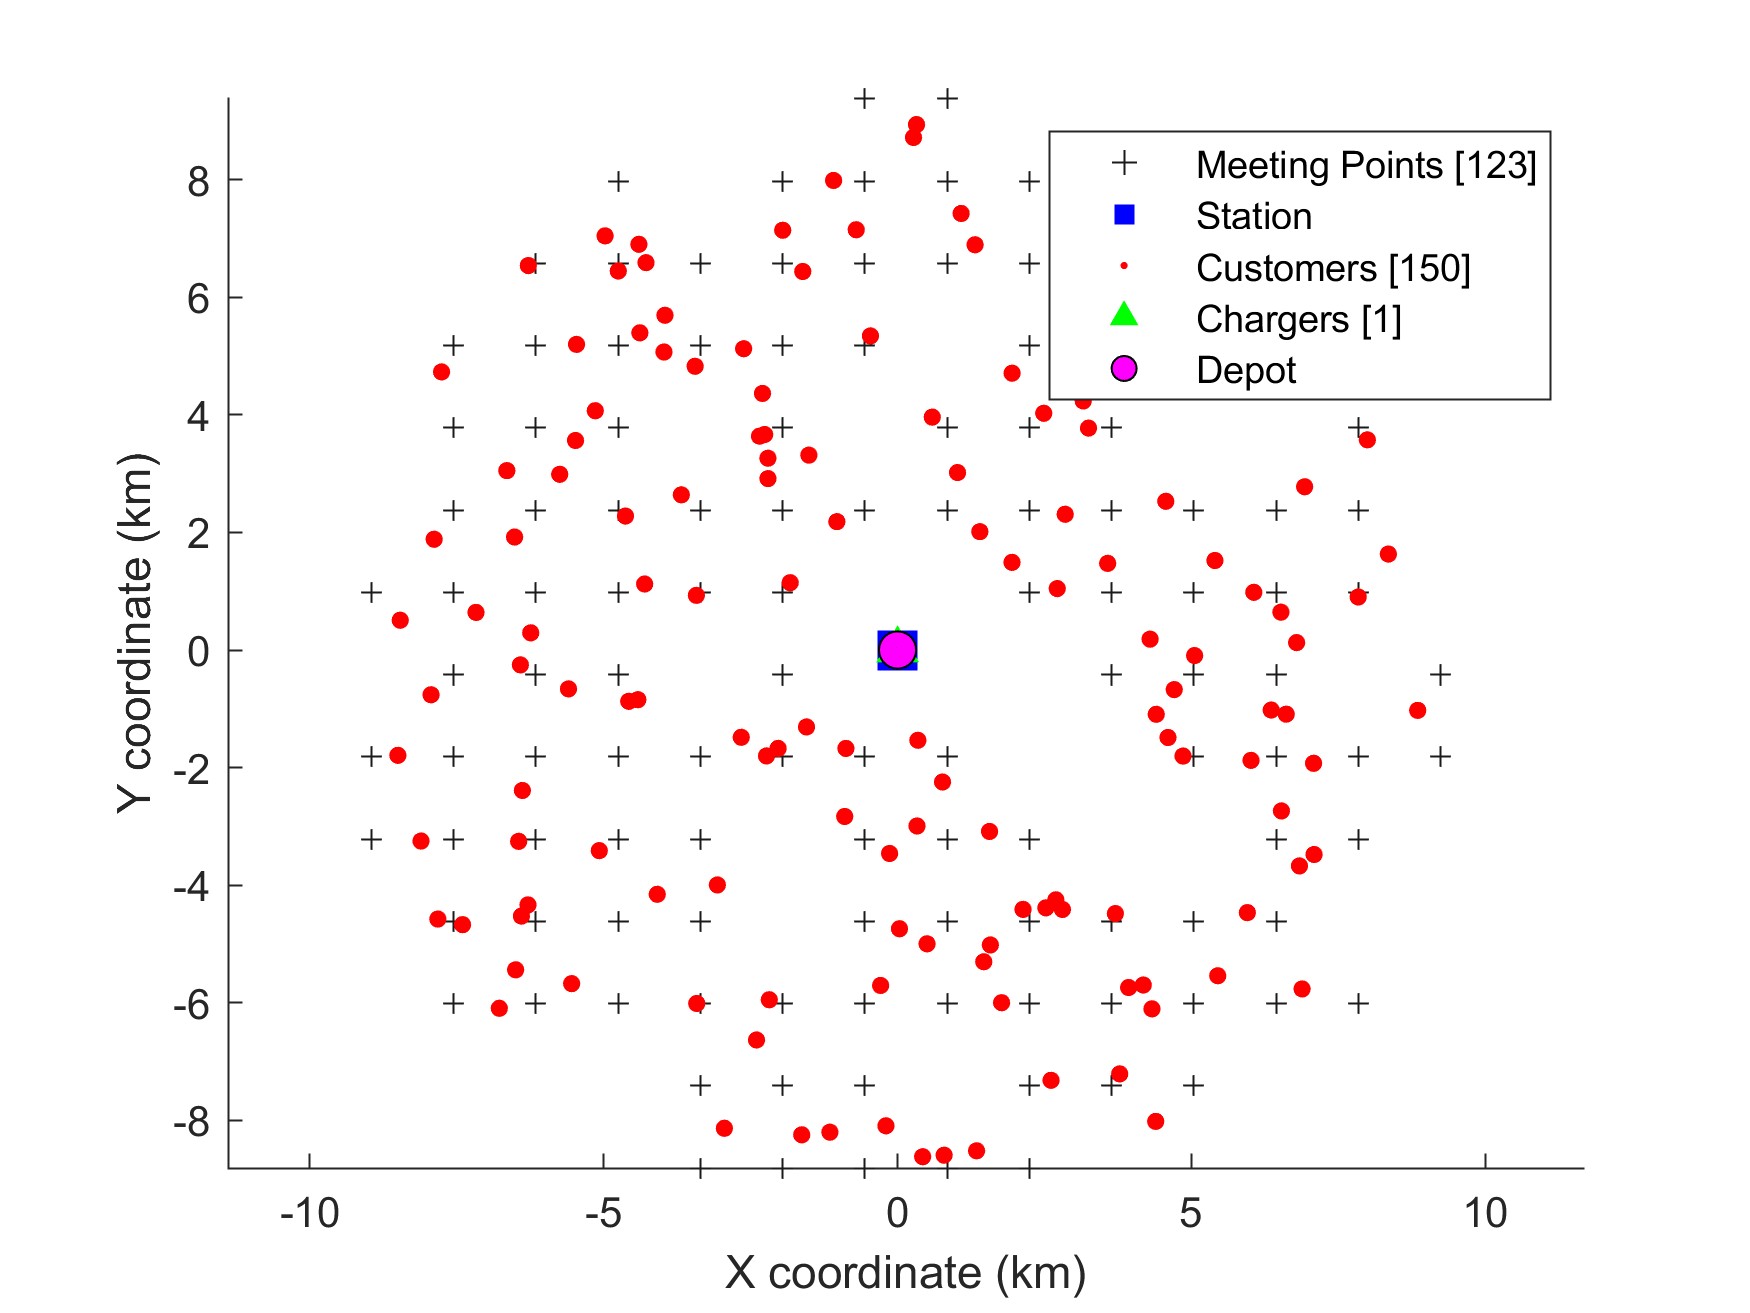 Meeting Points [123]
Station
Customers [150]
Chargers [1]
Depot
8
6
4
2
0
-2
-4
-6
-8
Y coordinate (km)
-10
-5
0
5
10
X coordinate (km)